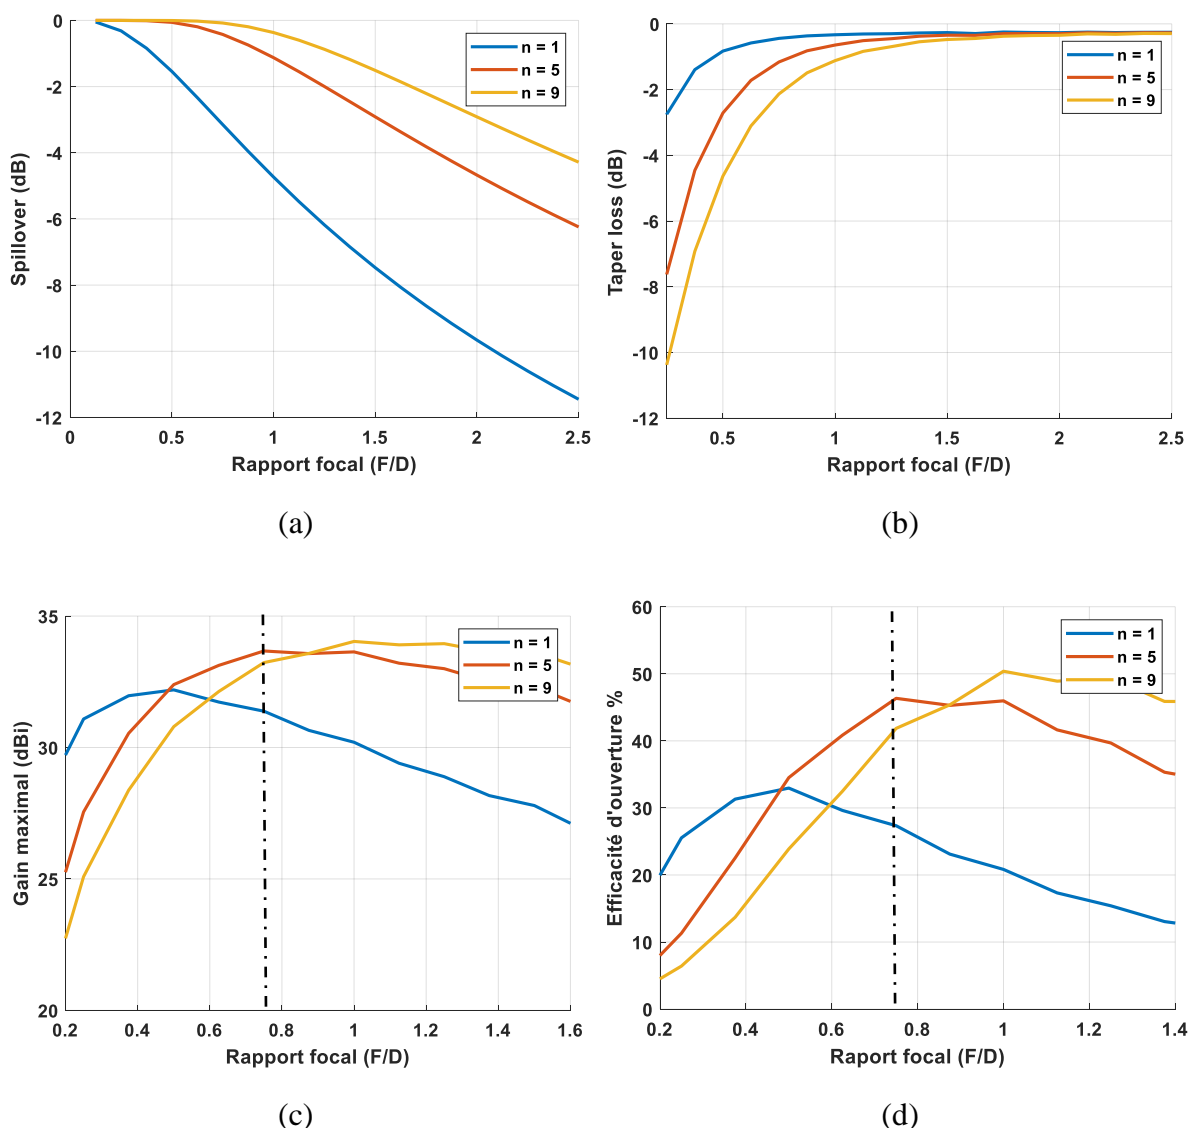 0
-2
-4
-6
-8
-10
-12
0
0.5
1
1.5
2
2.5
Spillover (dB)
Rapport focal (F/D)
n = 1
n = 5
n = 9
(a)
0
-2
-4
-6
-8
-10
-12
0.5
1
1.5
2
2.5
Taper loss (dB)
Rapport focal (F/D)
n = 1
n = 5
n = 9
(b)
35
30
25
20
0.2
0.4
0.6
0.8
1
1.2
1.4
1.6
Gain maximal (dBi)
Rapport focal (F/D)
n = 1
n = 5
n = 9
(c)
60
50
40
30
20
10
0
0.2
0.4
0.6
0.8
1
1.2
1.4
Efficacité d'ouverture %
Raport focal (F/D)
n = 1
n = 5
n = 9
(d)